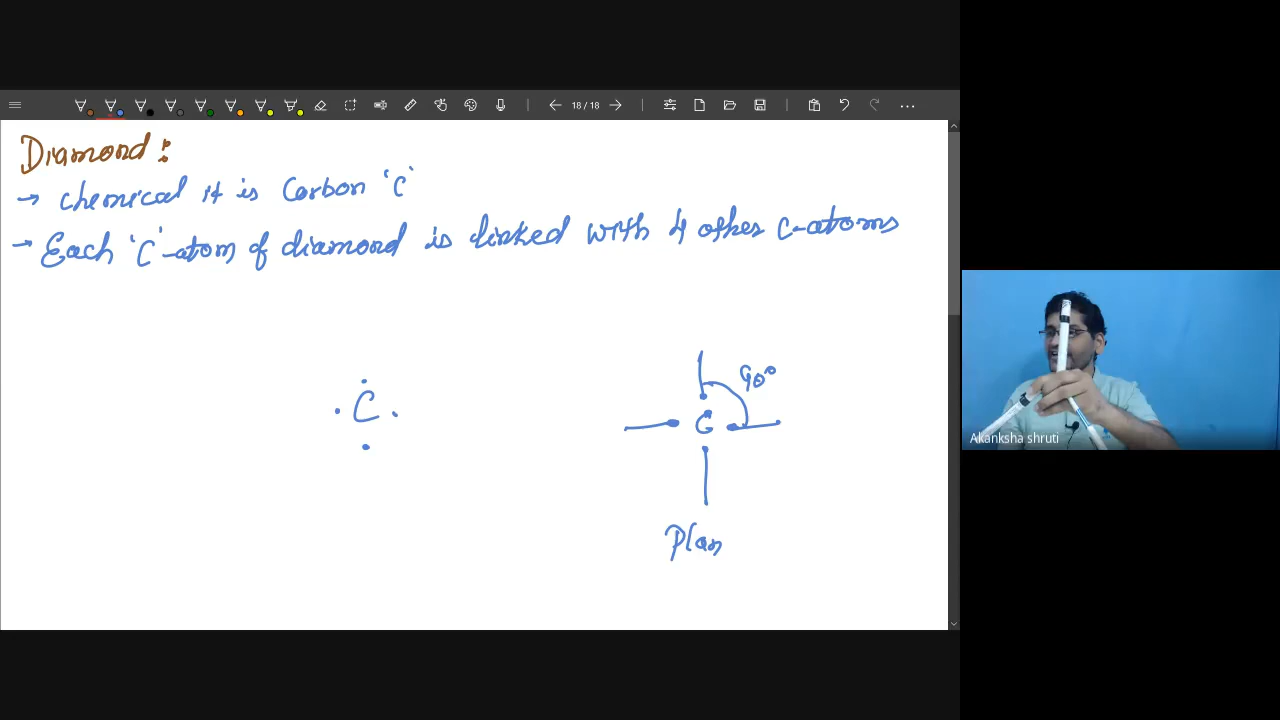 18 / 18
Diamond :
→ chemical it is Carbon 'C'
→ Each 'C'-atom of diamond is linked with 4 other C-atoms
C
90°
C
Plan
Akanksha shruti